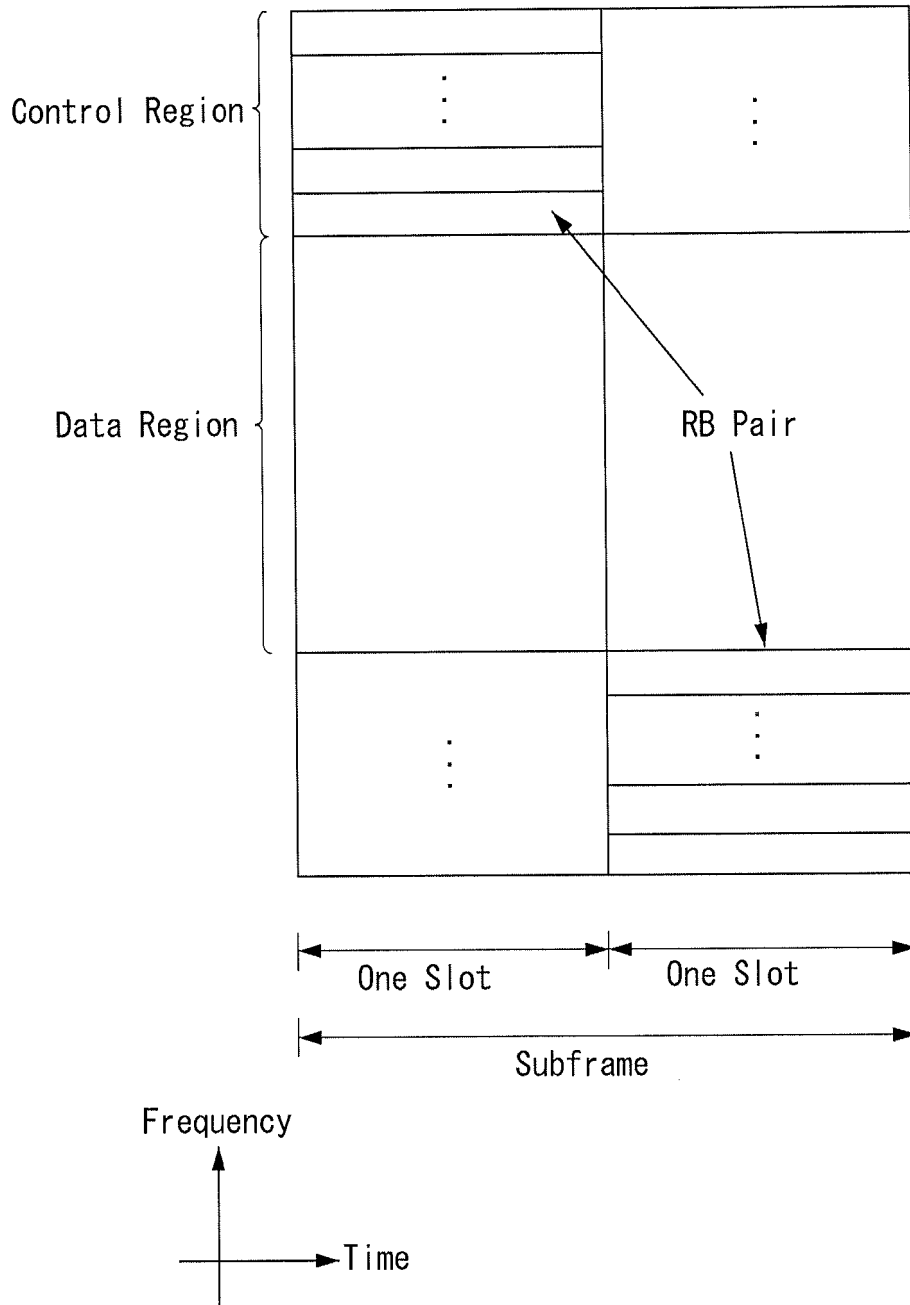 Control Region
Data Region
RB Pair
One Slot
One Slot
Subframe
Frequency
Time